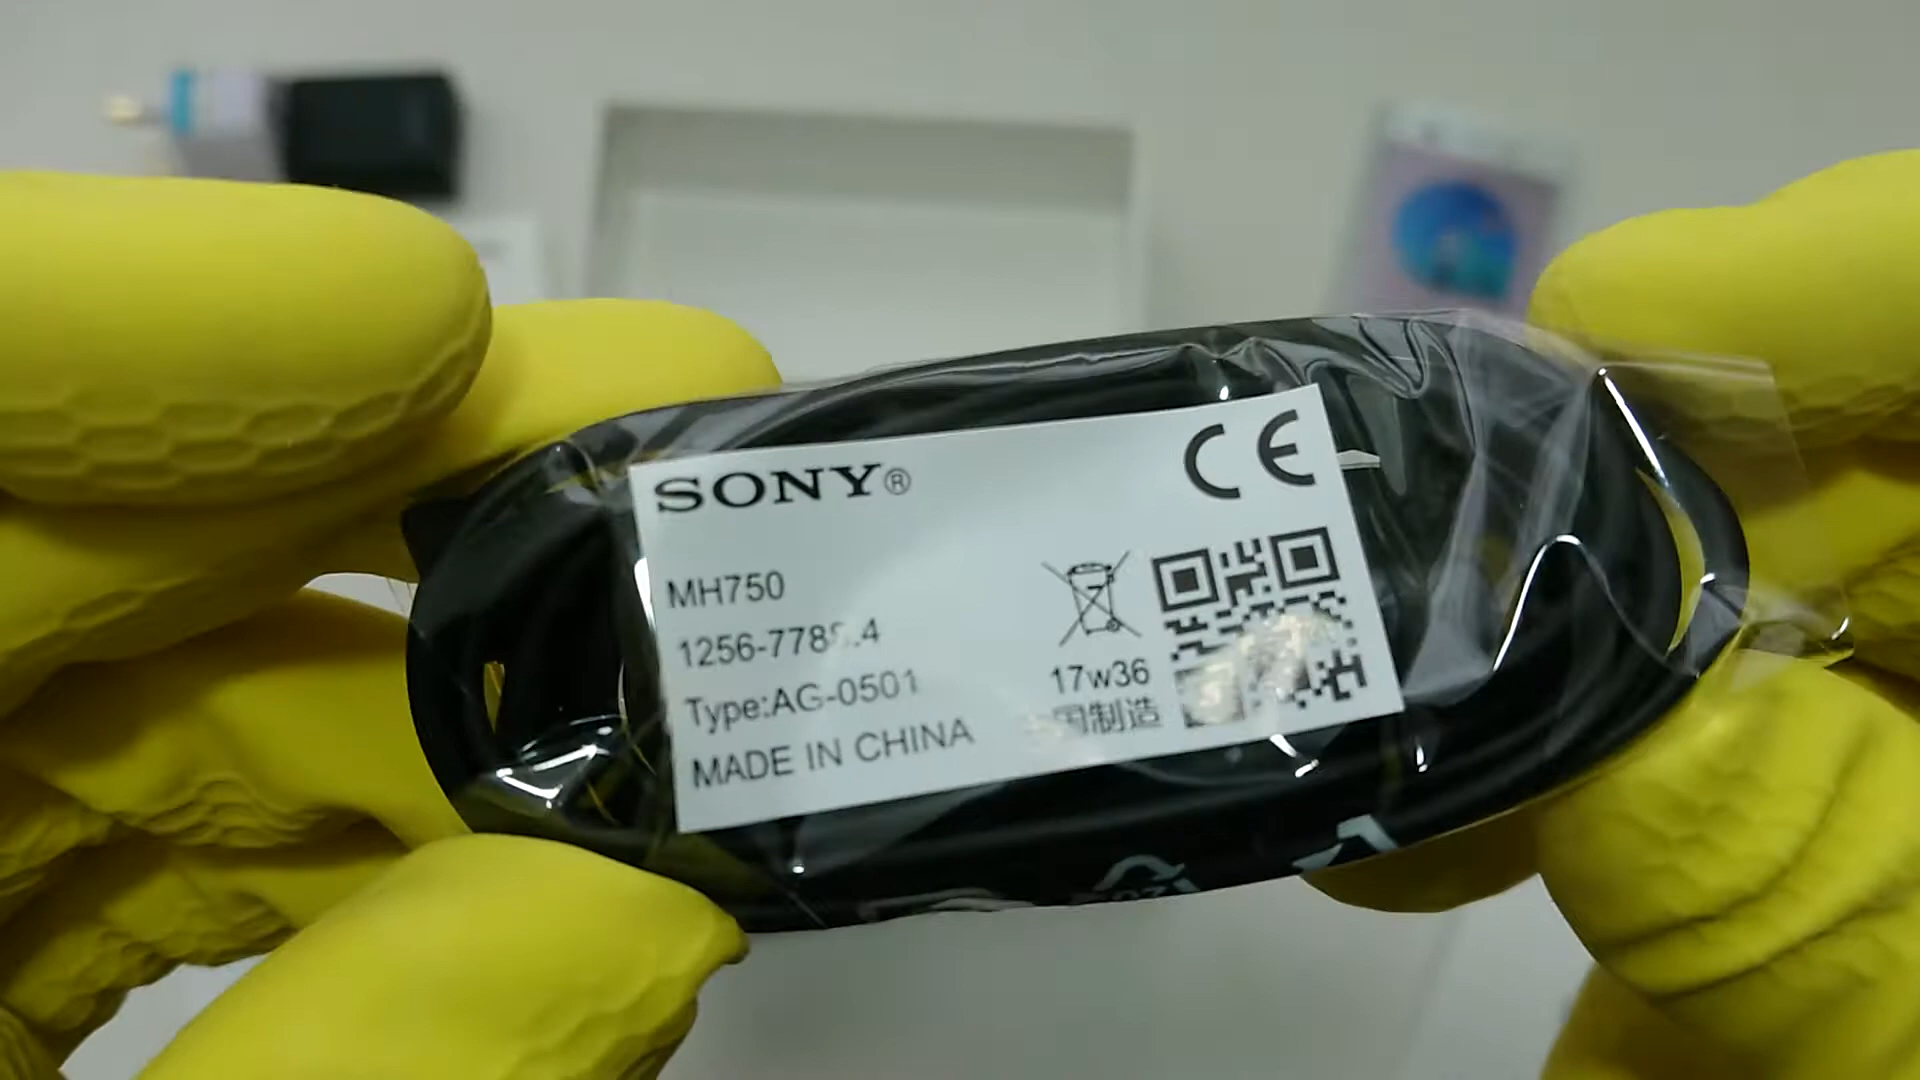 SONY®
CE
MH750
Type:AG-0501
MADE IN CHINA
17w36
国制造